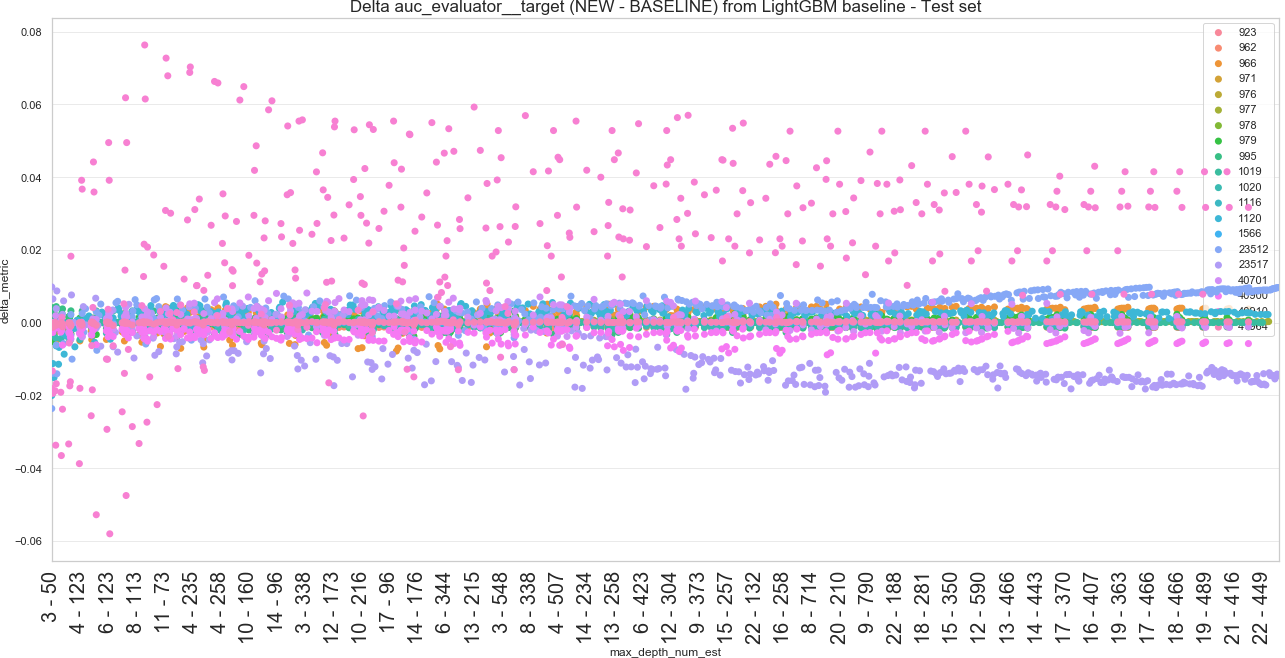 Delta auc_evaluator__target (NEW - BASELINE) from LightGBM baseline - Test set
delta_metric
0.08
0.06
0.04
0.02
0.00
−0.02
−0.04
−0.06
923
962
966
971
976
977
978
979
995
1019
1020
1116
1120
1566
23512
23517
40701
40900
3 - 50
4 - 123
6 - 123
8 - 113
11 - 73
4 - 235
4 - 258
10 - 160
14 - 96
3 - 338
12 - 173
10 - 216
17 - 96
14 - 176
6 - 344
13 - 215
3 - 548
8 - 338
4 - 507
14 - 234
13 - 258
6 - 423
12 - 304
9 - 373
15 - 257
22 - 132
16 - 258
8 - 714
20 - 210
9 - 790
22 - 188
18 - 281
15 - 350
12 - 590
13 - 466
14 - 443
17 - 370
16 - 407
19 - 363
17 - 466
18 - 466
19 - 489
21 - 416
22 - 449
max_depth_num_est